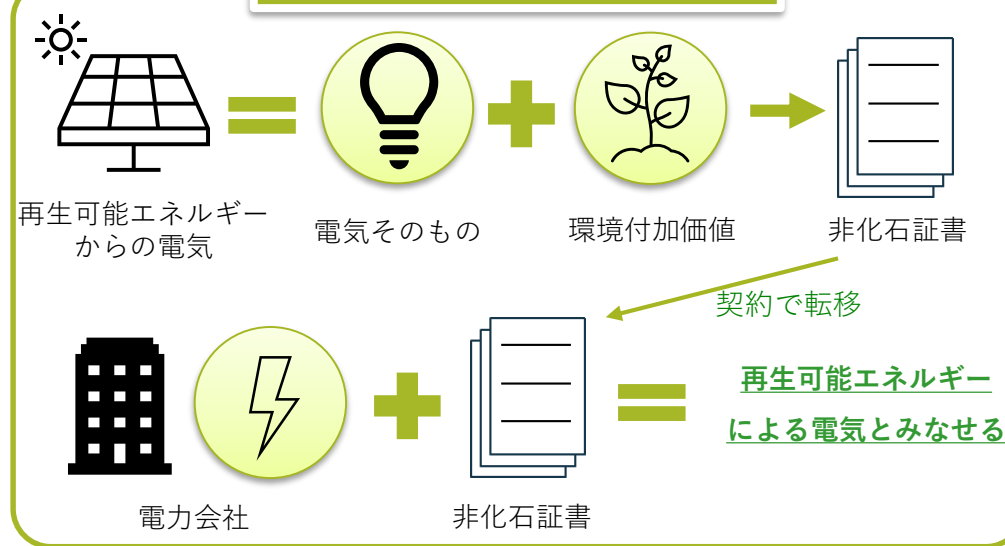 再生可能エネルギー
からの電気
電気そのもの
環境付加価値
非化石証書
契約で転移
再生可能エネルギー
による電気とみなせる
電力会社
非化石証書